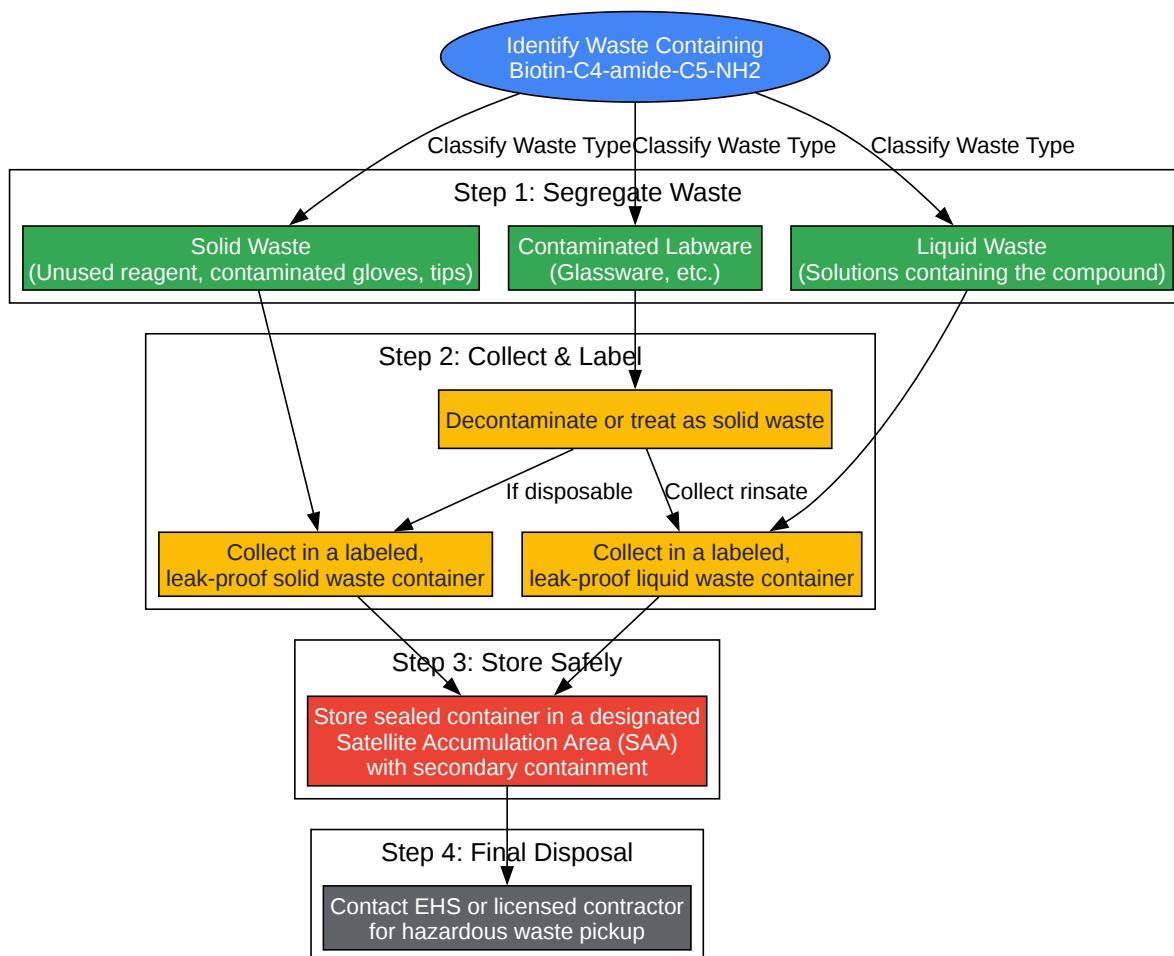 Identify Waste Containing
Biotin-C4-amide-C5-NH2
Classify Waste Type
Classify Waste Type
Classify Waste Type
Step 1: Segregate Waste
Solid Waste
(Unused reagent, contaminated gloves, tips)
Contaminated Labware
(Glassware, etc.)
Liquid Waste
(Solutions containing the compound)
Step 2: Collect & Label
Decontaminate or treat as solid waste
If disposable
Collect rinsate
Collect in a labeled,
leak-proof solid waste container
Collect in a labeled,
leak-proof liquid waste container
Step 3: Store Safely
Store sealed container in a designated
Satellite Accumulation Area (SAA)
with secondary containment
Step 4: Final Disposal
Contact EHS or licensed contractor
for hazardous waste pickup